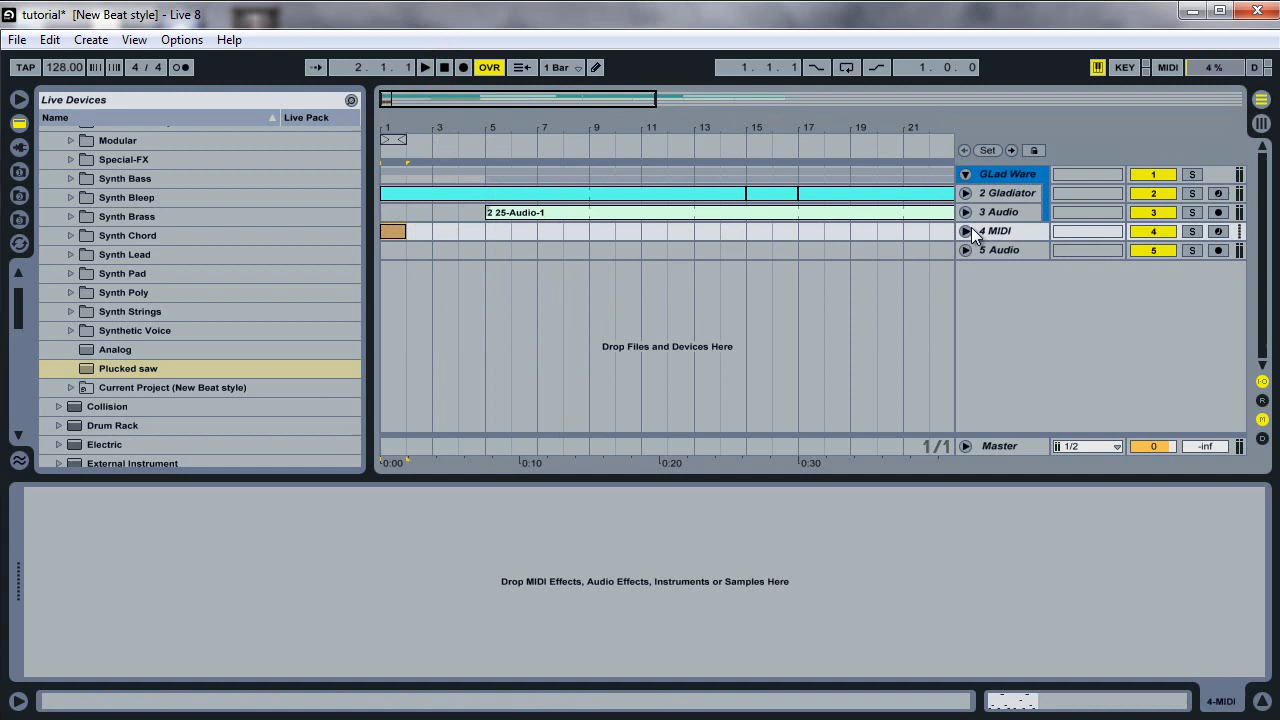 tutorial* [New Beat style] - Live 8
File Edit Create View Options Help
TAP 128.00 4 / 4 2. 1. 1 OVR 1 Bar 1. 1. 1 1. 0. 0 KEY MIDI 4 % D
Live Devices
Name Live Pack
Modular
Special-FX
Synth Bass
Synth Bleep
Synth Brass
Synth Chord
Synth Lead
Synth Pad
Synth Poly
Synth Strings
Synthetic Voice
Analog
Plucked saw
Current Project (New Beat style)
Collision
Drum Rack
Electric
External Instrument
1 3 5 7 9 11 13 15 17 19 21
Set
GLad Ware 1 S
2 Gladiator 2 S
2 25-Audio-1 3 Audio 3 S
4 MIDI 4 S
5 Audio 5 S
Drop Files and Devices Here
1/1 Master 1/2 0 -inf
0:00 0:10 0:20 0:30
R
M
D
Drop MIDI Effects, Audio Effects, Instruments or Samples Here
4-MIDI